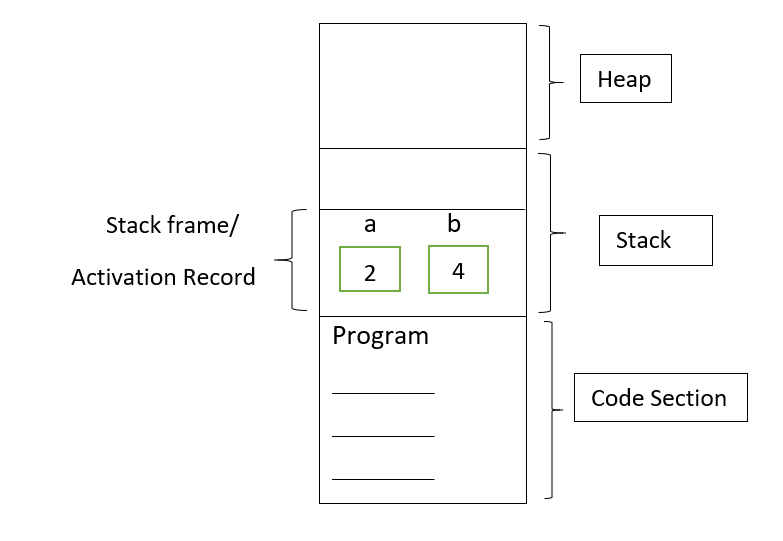 Heap
Stack frame/
Activation Record
a b
2 4
Stack
Program
Code Section